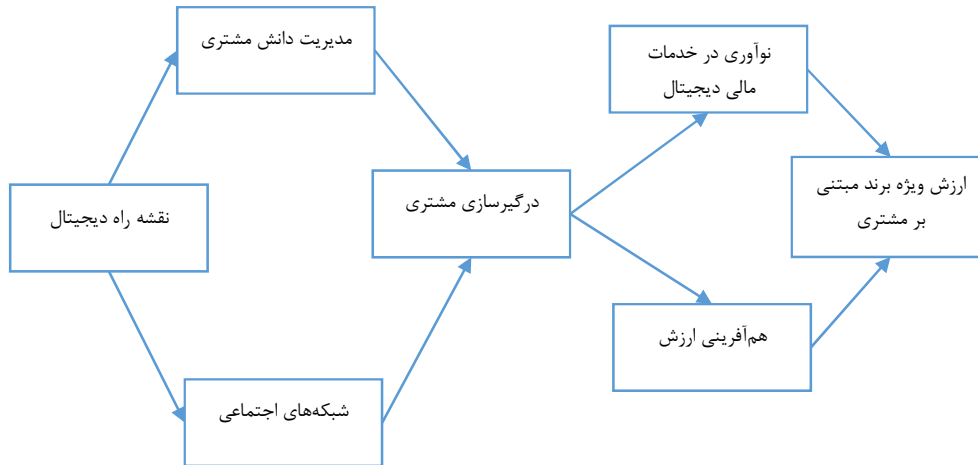 مدیریت دانش مشتری
نوآوری در خدمات
مالی دیجیتال
نقشه راه دیجیتال
درگیرسازی مشتری
ارزش ویژه برند مبتنی
بر مشتری
هم‌آفرینی ارزش
شبکه‌های اجتماعی